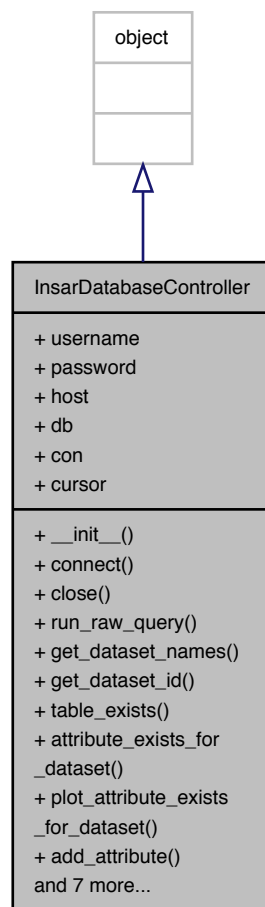 object
InsarDatabaseController
+ username
+ password
+ host
+ db
+ con
+ cursor
+ __init__()
+ connect()
+ close()
+ run_raw_query()
+ get_dataset_names()
+ get_dataset_id()
+ table_exists()
+ attribute_exists_for
_dataset()
+ plot_attribute_exists
_for_dataset()
+ add_attribute()
and 7 more...